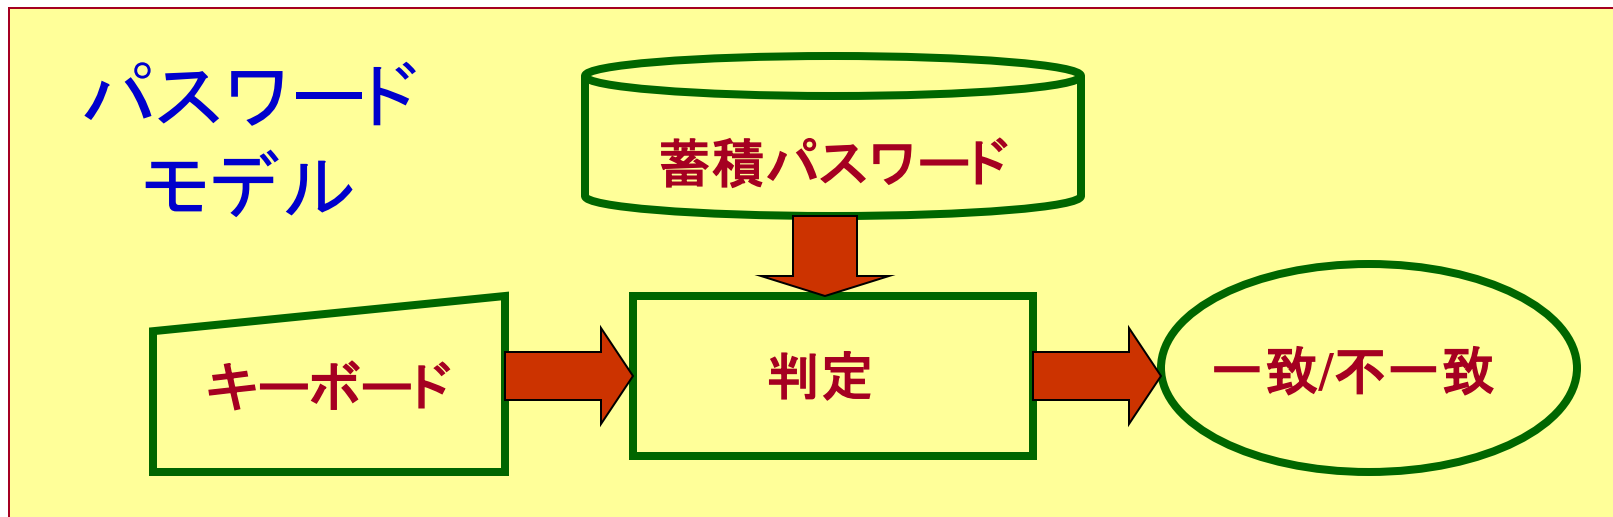 パスワード
モデル
蓄積パスワード
キーボード
判定
一致/不一致